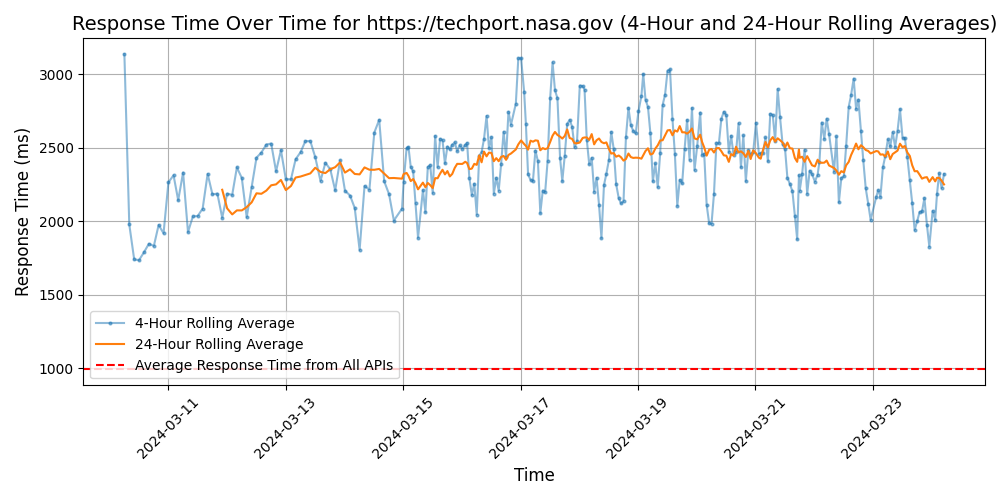 Response Time Over Time for https://techport.nasa.gov (4-Hour and 24-Hour Rolling Averages)
Response Time (ms)
3000
2500
2000
1500
1000
4-Hour Rolling Average
24-Hour Rolling Average
Average Response Time from All APIs
2024-03-11
2024-03-13
2024-03-15
2024-03-17
2024-03-19
2024-03-21
2024-03-23
Time